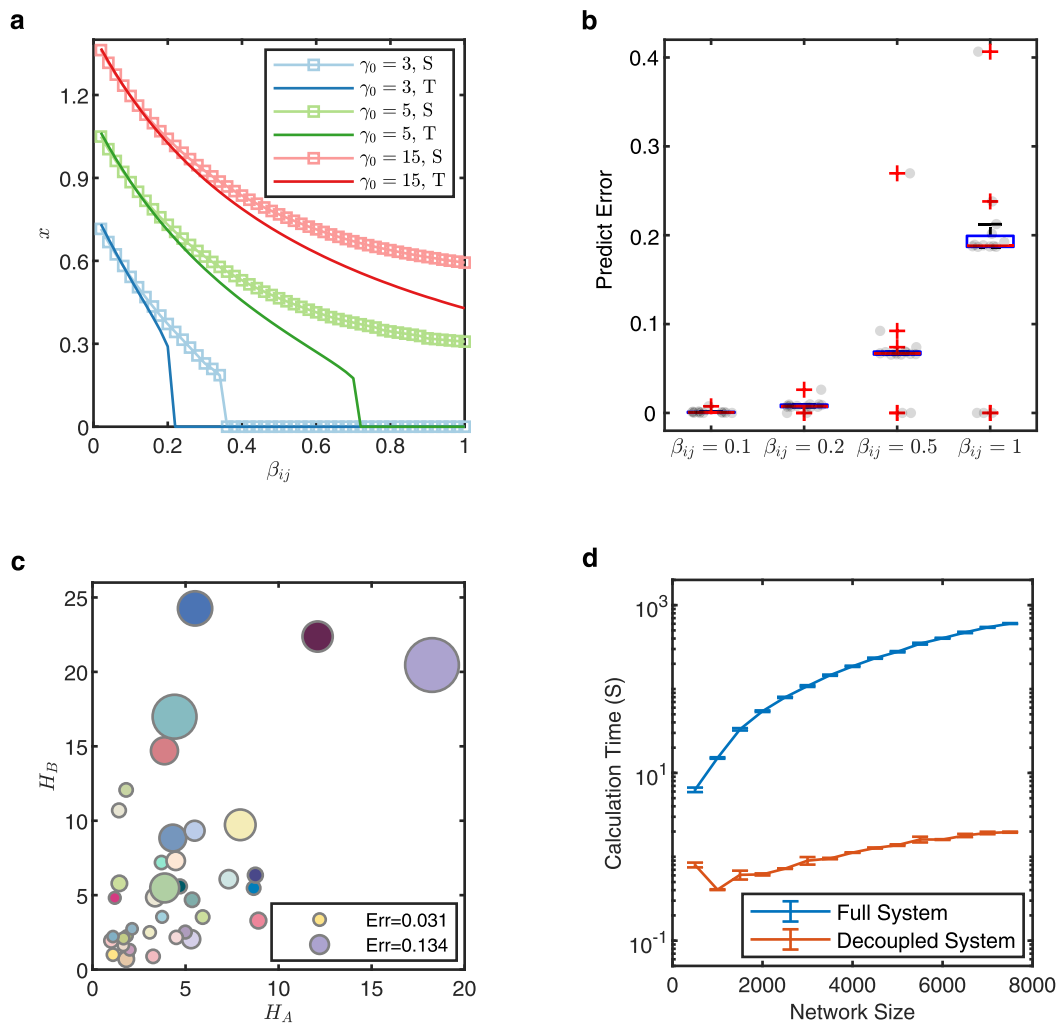 a
1.2
0.9
0.6
0.3
0
x
0 0.2 0.4 0.6 0.8 1
β_ij
γ_0 = 3, S
γ_0 = 3, T
γ_0 = 5, S
γ_0 = 5, T
γ_0 = 15, S
γ_0 = 15, T
b
0.4
0.3
0.2
0.1
0
Predict Error
β_ij = 0.1 β_ij = 0.2 β_ij = 0.5 β_ij = 1
c
25
20
15
10
5
0
H_B
0 5 10 15 20
H_A
Err=0.031
Err=0.134
d
10^3
10^1
10^-1
Calculation Time (S)
0 2000 4000 6000 8000
Network Size
Full System
Decoupled System